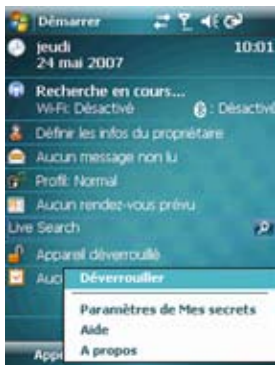 Démarrer
jeudi 10:01
24 mai 2007
Recherche en cours...
Wi-Fi: Désactivé : Désactivé
Définir les infos du propriétaire
Aucun message non lu
Profil: Normal
Aucun rendez-vous prévu
Live Search
Appareil déverrouillé
Auc
Déverrouiller
Paramètres de Mes secrets
Aide
A propos
Appe